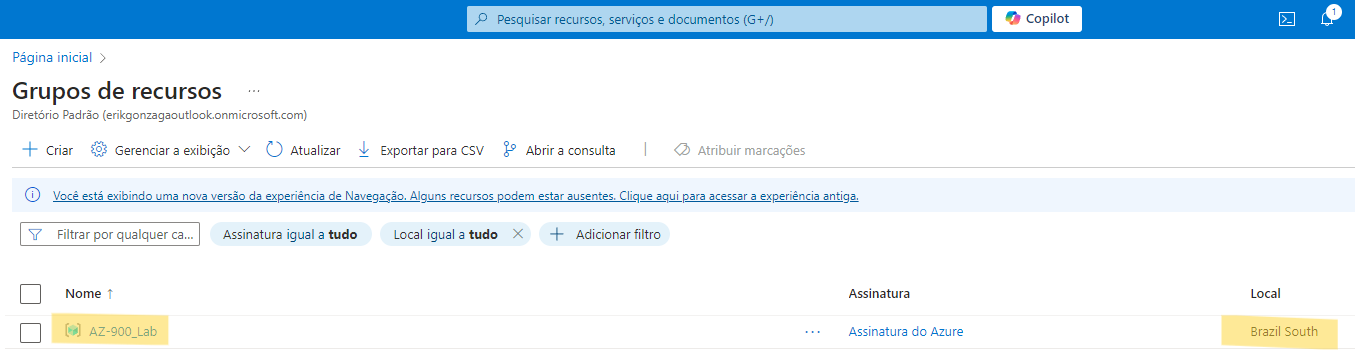 Pesquisar recursos, serviços e documentos (G+/) Copilot 1
Página inicial
Grupos de recursos ...
Diretório Padrão (erikgonzagaoutlook.onmicrosoft.com)
Criar Gerenciar a exibição Atualizar Exportar para CSV Abrir a consulta Atribuir marcações
Você está exibindo uma nova versão da experiência de Navegação. Alguns recursos podem estar ausentes. Clique aqui para acessar a experiência antiga.
Filtrar por qualquer ca... Assinatura igual a tudo Local igual a tudo Adicionar filtro
Nome ↑ Assinatura Local
AZ-900_Lab ... Assinatura do Azure Brazil South